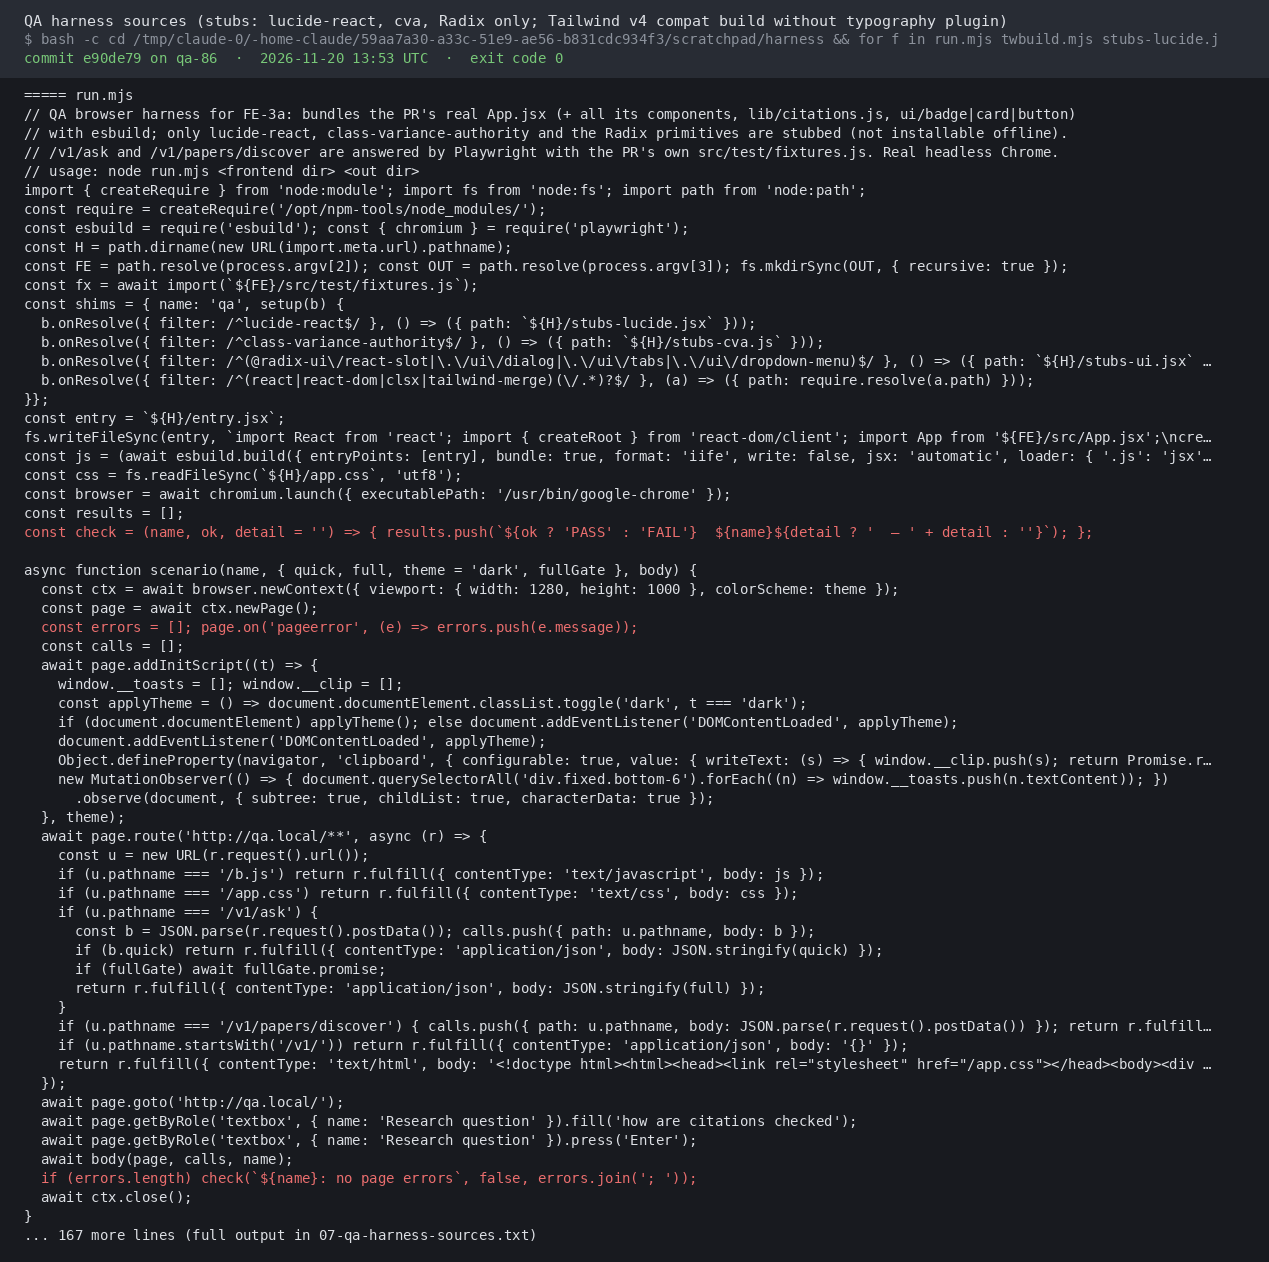 QA harness sources (stubs: lucide-react, cva, Radix only; Tailwind v4 compat build without typography plugin)
$ bash -c cd /tmp/claude-0/-home-claude/59aa7a30-a33c-51e9-ae56-b831cdc934f3/scratchpad/harness && for f in run.mjs twbuild.mjs stubs-lucide.j
commit e90de79 on qa-86  ·  2026-11-20 13:53 UTC  ·  exit code 0
===== run.mjs
// QA browser harness for FE-3a: bundles the PR's real App.jsx (+ all its components, lib/citations.js, ui/badge|card|button)
// with esbuild; only lucide-react, class-variance-authority and the Radix primitives are stubbed (not installable offline).
// /v1/ask and /v1/papers/discover are answered by Playwright with the PR's own src/test/fixtures.js. Real headless Chrome.
// usage: node run.mjs <frontend dir> <out dir>
import { createRequire } from 'node:module'; import fs from 'node:fs'; import path from 'node:path';
const require = createRequire('/opt/npm-tools/node_modules/');
const esbuild = require('esbuild'); const { chromium } = require('playwright');
const H = path.dirname(new URL(import.meta.url).pathname);
const FE = path.resolve(process.argv[2]); const OUT = path.resolve(process.argv[3]); fs.mkdirSync(OUT, { recursive: true });
const fx = await import(`${FE}/src/test/fixtures.js`);
const shims = { name: 'qa', setup(b) {
  b.onResolve({ filter: /^lucide-react$/ }, () => ({ path: `${H}/stubs-lucide.jsx` }));
  b.onResolve({ filter: /^class-variance-authority$/ }, () => ({ path: `${H}/stubs-cva.js` }));
  b.onResolve({ filter: /^(@radix-ui\/react-slot|\.\/ui\/dialog|\.\/ui\/tabs|\.\/ui\/dropdown-menu)$/ }, () => ({ path: `${H}/stubs-ui.jsx` …
  b.onResolve({ filter: /^(react|react-dom|clsx|tailwind-merge)(\/.*)?$/ }, (a) => ({ path: require.resolve(a.path) }));
}};
const entry = `${H}/entry.jsx`;
fs.writeFileSync(entry, `import React from 'react'; import { createRoot } from 'react-dom/client'; import App from '${FE}/src/App.jsx';\ncre…
const js = (await esbuild.build({ entryPoints: [entry], bundle: true, format: 'iife', write: false, jsx: 'automatic', loader: { '.js': 'jsx'…
const css = fs.readFileSync(`${H}/app.css`, 'utf8');
const browser = await chromium.launch({ executablePath: '/usr/bin/google-chrome' });
const results = [];
const check = (name, ok, detail = '') => { results.push(`${ok ? 'PASS' : 'FAIL'}  ${name}${detail ? '  — ' + detail : ''}`); };

async function scenario(name, { quick, full, theme = 'dark', fullGate }, body) {
  const ctx = await browser.newContext({ viewport: { width: 1280, height: 1000 }, colorScheme: theme });
  const page = await ctx.newPage();
  const errors = []; page.on('pageerror', (e) => errors.push(e.message));
  const calls = [];
  await page.addInitScript((t) => {
    window.__toasts = []; window.__clip = [];
    const applyTheme = () => document.documentElement.classList.toggle('dark', t === 'dark');
    if (document.documentElement) applyTheme(); else document.addEventListener('DOMContentLoaded', applyTheme);
    document.addEventListener('DOMContentLoaded', applyTheme);
    Object.defineProperty(navigator, 'clipboard', { configurable: true, value: { writeText: (s) => { window.__clip.push(s); return Promise.r…
    new MutationObserver(() => { document.querySelectorAll('div.fixed.bottom-6').forEach((n) => window.__toasts.push(n.textContent)); })
      .observe(document, { subtree: true, childList: true, characterData: true });
  }, theme);
  await page.route('http://qa.local/**', async (r) => {
    const u = new URL(r.request().url());
    if (u.pathname === '/b.js') return r.fulfill({ contentType: 'text/javascript', body: js });
    if (u.pathname === '/app.css') return r.fulfill({ contentType: 'text/css', body: css });
    if (u.pathname === '/v1/ask') {
      const b = JSON.parse(r.request().postData()); calls.push({ path: u.pathname, body: b });
      if (b.quick) return r.fulfill({ contentType: 'application/json', body: JSON.stringify(quick) });
      if (fullGate) await fullGate.promise;
      return r.fulfill({ contentType: 'application/json', body: JSON.stringify(full) });
    }
    if (u.pathname === '/v1/papers/discover') { calls.push({ path: u.pathname, body: JSON.parse(r.request().postData()) }); return r.fulfill…
    if (u.pathname.startsWith('/v1/')) return r.fulfill({ contentType: 'application/json', body: '{}' });
    return r.fulfill({ contentType: 'text/html', body: '<!doctype html><html><head><link rel="stylesheet" href="/app.css"></head><body><div …
  });
  await page.goto('http://qa.local/');
  await page.getByRole('textbox', { name: 'Research question' }).fill('how are citations checked');
  await page.getByRole('textbox', { name: 'Research question' }).press('Enter');
  await body(page, calls, name);
  if (errors.length) check(`${name}: no page errors`, false, errors.join('; '));
  await ctx.close();
}
... 167 more lines (full output in 07-qa-harness-sources.txt)